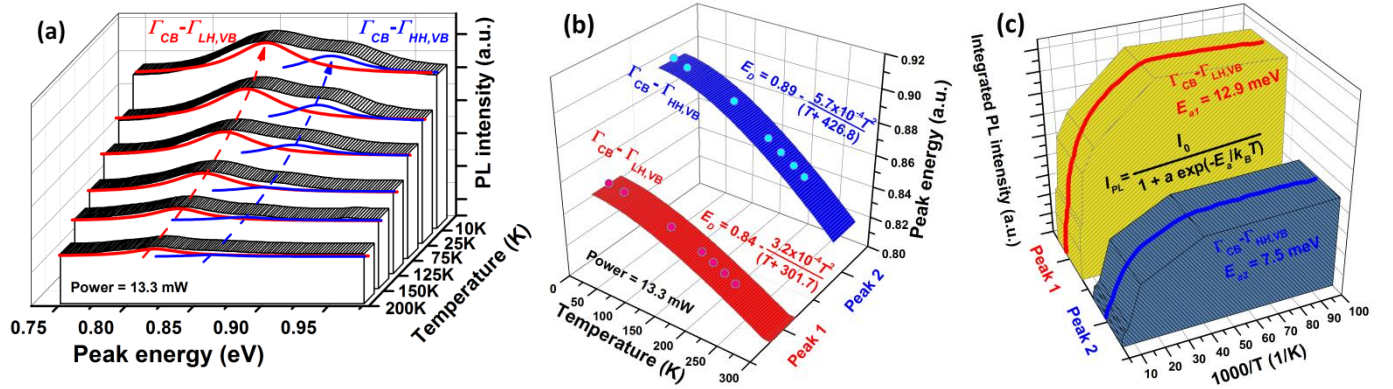 (a)
Γ_CB-Γ_LH,VB
Γ_CB-Γ_HH,VB
PL intensity (a.u.)
10K
25K
75K
125K
150K
200K
Temperature (K)
Power = 13.3 mW
0.75 0.80 0.85 0.90 0.95
Peak energy (eV)
(b)
Γ_CB-Γ_HH,VB
E_D = 0.89 - 5.7x10^-4T^2
(T+ 426.8)
Γ_CB-Γ_LH,VB
E_D = 0.84 - 3.2x10^-4T^2
(T+ 301.7)
Power = 13.3 mW
0.92
0.90
0.88
0.86
0.84
0.82
0.80
Peak energy (a.u.)
Peak 2
Peak 1
0 50 100 150 200 250 300
Temperature (K)
(c)
Integrated PL intensity (a.u.)
Γ_CB-Γ_LH,VB
E_a1 = 12.9 meV
I_PL= I_0
1 + a exp(-E_a/k_BT)
Γ_CB-Γ_HH,VB
E_a2 = 7.5 meV
Peak 1
Peak 2
10 20 30 40 50 60 70 80 90 100
1000/T (1/K)